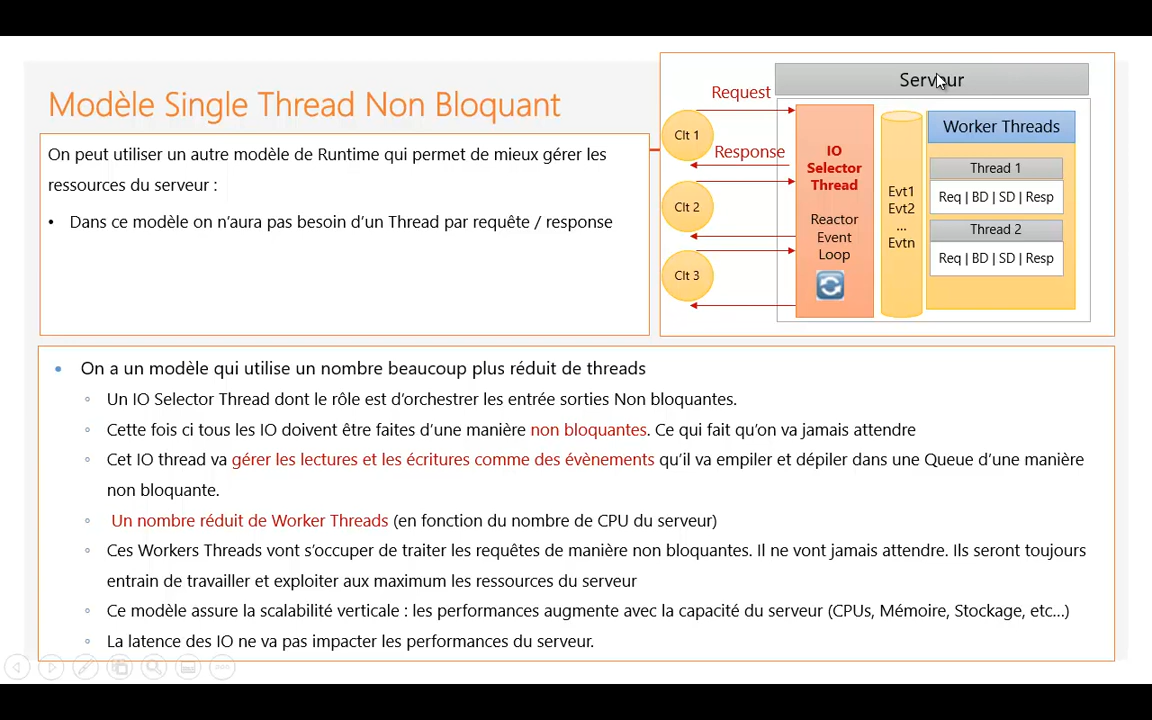 Modèle Single Thread Non Bloquant
On peut utiliser un autre modèle de Runtime qui permet de mieux gérer les
ressources du serveur :
• Dans ce modèle on n'aura pas besoin d'un Thread par requête / response
Serveur
Request
Response
Clt 1
Clt 2
Clt 3
IO
Selector
Thread
Reactor
Event
Loop
Evt1
Evt2
...
Evtn
Worker Threads
Thread 1
Req | BD | SD | Resp
Thread 2
Req | BD | SD | Resp
• On a un modèle qui utilise un nombre beaucoup plus réduit de threads
◦ Un IO Selector Thread dont le rôle est d'orchestrer les entrée sorties Non bloquantes.
◦ Cette fois ci tous les IO doivent être faites d'une manière non bloquantes. Ce qui fait qu'on va jamais attendre
◦ Cet IO thread va gérer les lectures et les écritures comme des évènements qu'il va empiler et dépiler dans une Queue d'une manière
non bloquante.
◦ Un nombre réduit de Worker Threads (en fonction du nombre de CPU du serveur)
◦ Ces Workers Threads vont s'occuper de traiter les requêtes de manière non bloquantes. Il ne vont jamais attendre. Ils seront toujours
entrain de travailler et exploiter aux maximum les ressources du serveur
◦ Ce modèle assure la scalabilité verticale : les performances augmente avec la capacité du serveur (CPUs, Mémoire, Stockage, etc...)
◦ La latence des IO ne va pas impacter les performances du serveur.